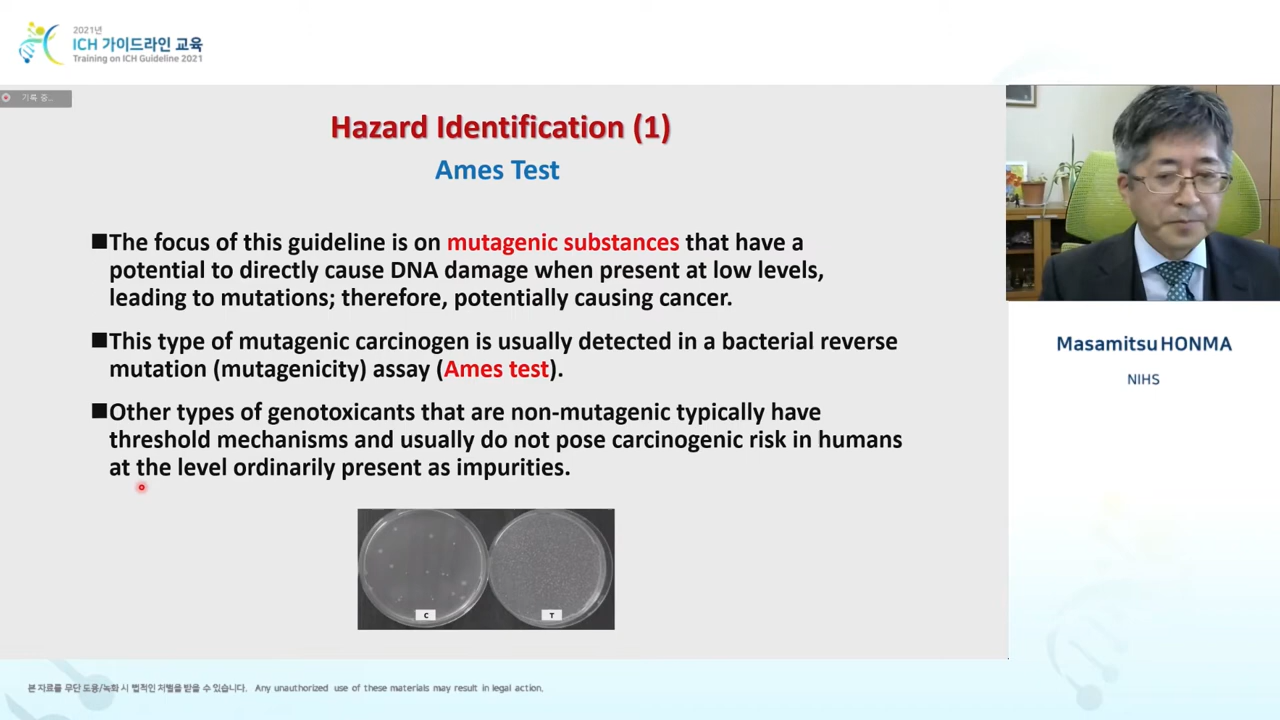 2021년
ICH 가이드라인 교육
Training on ICH Guideline 2021
기록 중...
Hazard Identification (1)
Ames Test
■The focus of this guideline is on mutagenic substances that have a
potential to directly cause DNA damage when present at low levels,
leading to mutations; therefore, potentially causing cancer.
■This type of mutagenic carcinogen is usually detected in a bacterial reverse
mutation (mutagenicity) assay (Ames test).
■Other types of genotoxicants that are non-mutagenic typically have
threshold mechanisms and usually do not pose carcinogenic risk in humans
at the level ordinarily present as impurities.
C
T
Masamitsu HONMA
NIHS
본 자료를 무단 도용/녹화 시 법적인 처벌을 받을 수 있습니다. Any unauthorized use of these materials may result in legal action.